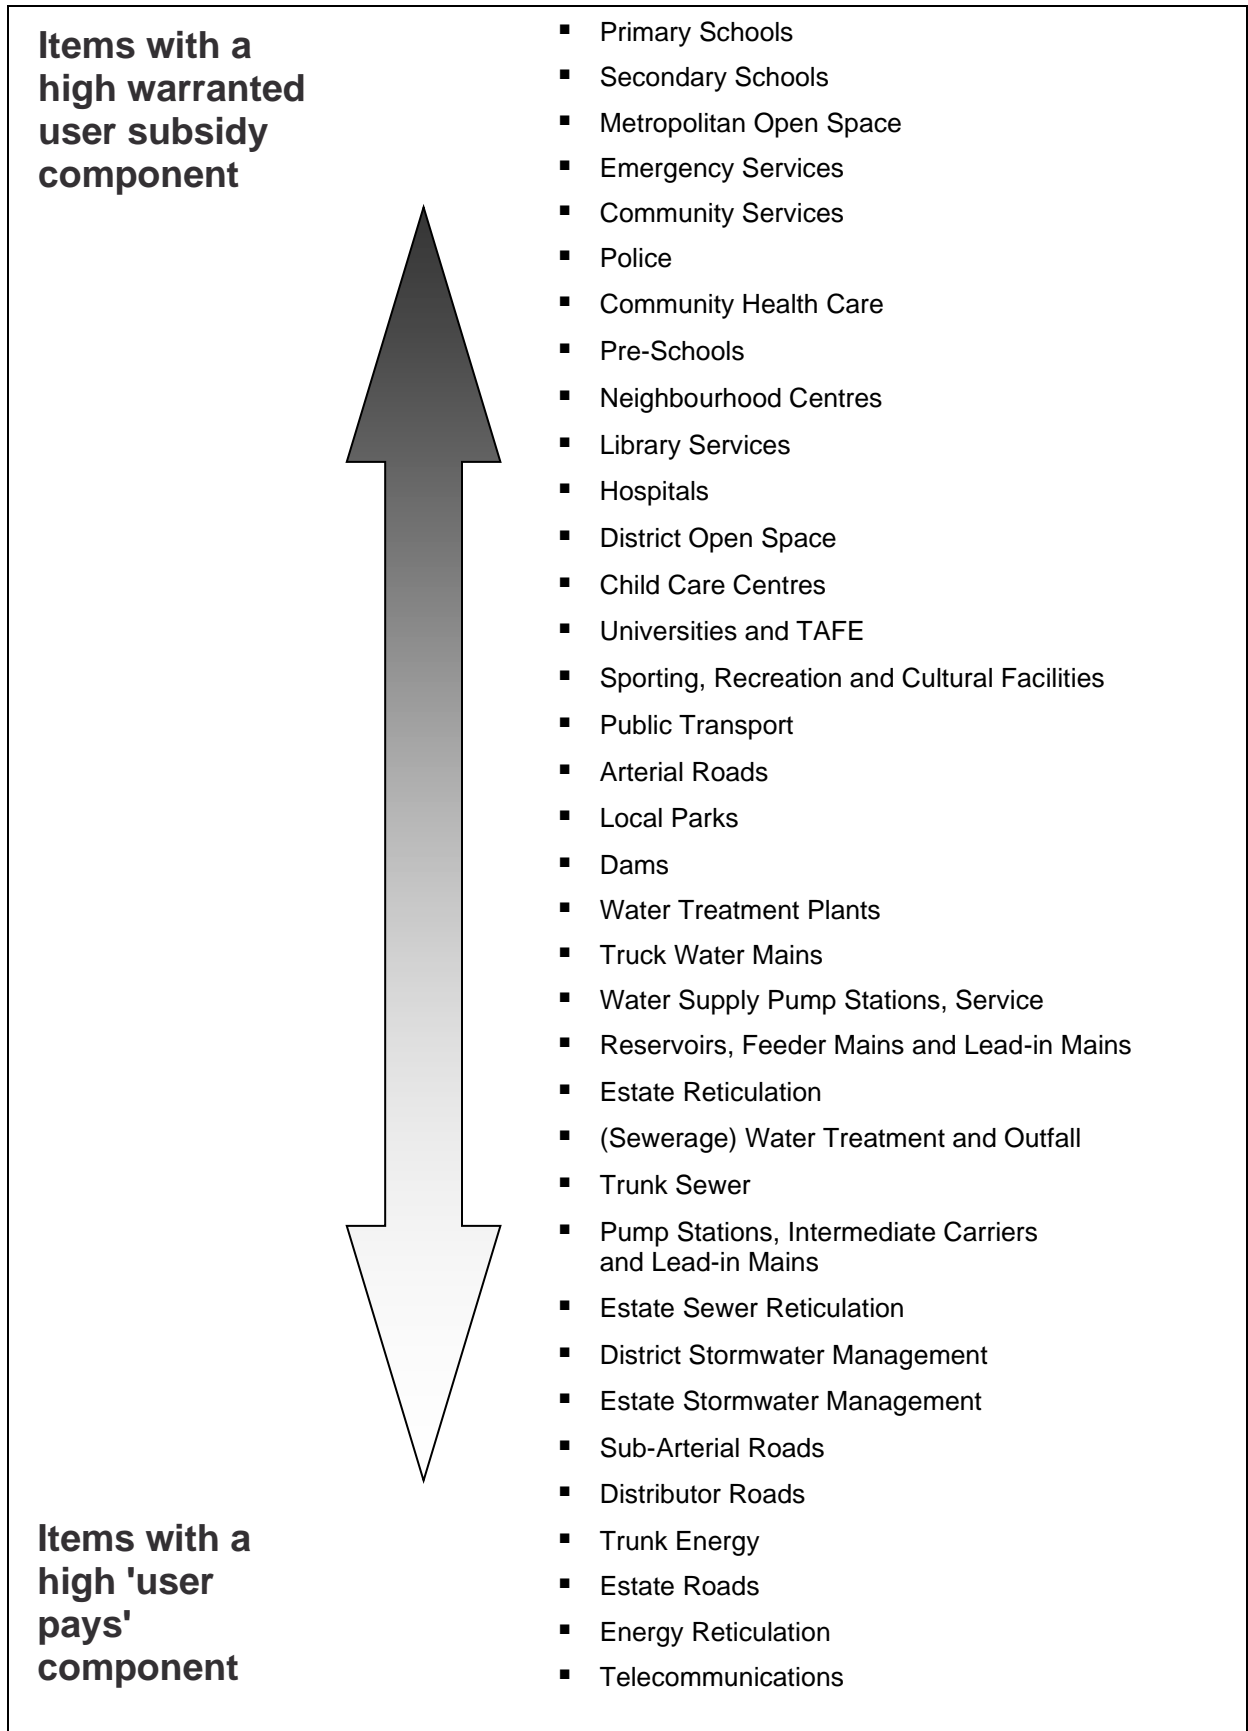 Items with a
high warranted
user subsidy
component
▪ Primary Schools
▪ Secondary Schools
▪ Metropolitan Open Space
▪ Emergency Services
▪ Community Services
▪ Police
▪ Community Health Care
▪ Pre-Schools
▪ Neighbourhood Centres
▪ Library Services
▪ Hospitals
▪ District Open Space
▪ Child Care Centres
▪ Universities and TAFE
▪ Sporting, Recreation and Cultural Facilities
▪ Public Transport
▪ Arterial Roads
▪ Local Parks
▪ Dams
▪ Water Treatment Plants
▪ Truck Water Mains
▪ Water Supply Pump Stations, Service
▪ Reservoirs, Feeder Mains and Lead-in Mains
▪ Estate Reticulation
▪ (Sewerage) Water Treatment and Outfall
▪ Trunk Sewer
▪ Pump Stations, Intermediate Carriers
and Lead-in Mains
▪ Estate Sewer Reticulation
▪ District Stormwater Management
▪ Estate Stormwater Management
▪ Sub-Arterial Roads
▪ Distributor Roads
▪ Trunk Energy
▪ Estate Roads
▪ Energy Reticulation
▪ Telecommunications
Items with a
high 'user
pays'
component